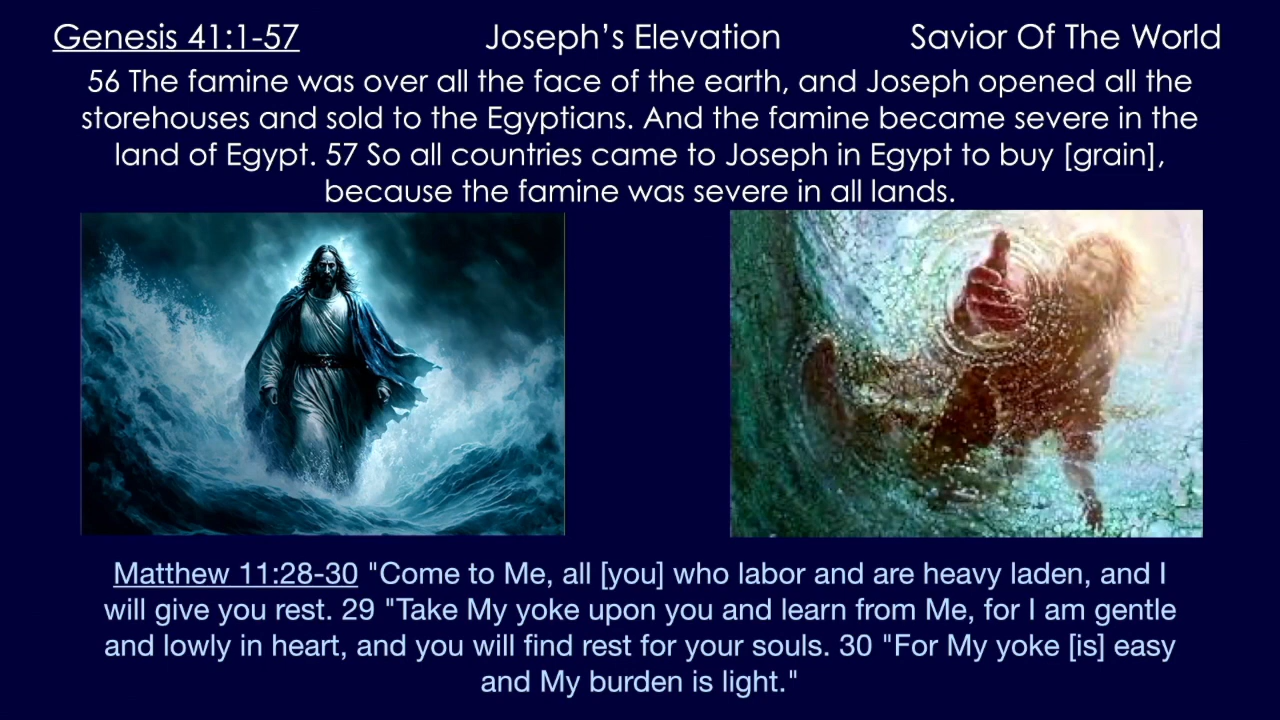 Genesis 41:1-57 Joseph’s Elevation Savior Of The World
56 The famine was over all the face of the earth, and Joseph opened all the
storehouses and sold to the Egyptians. And the famine became severe in the
land of Egypt. 57 So all countries came to Joseph in Egypt to buy [grain],
because the famine was severe in all lands.
Matthew 11:28-30 "Come to Me, all [you] who labor and are heavy laden, and I
will give you rest. 29 "Take My yoke upon you and learn from Me, for I am gentle
and lowly in heart, and you will find rest for your souls. 30 "For My yoke [is] easy
and My burden is light."